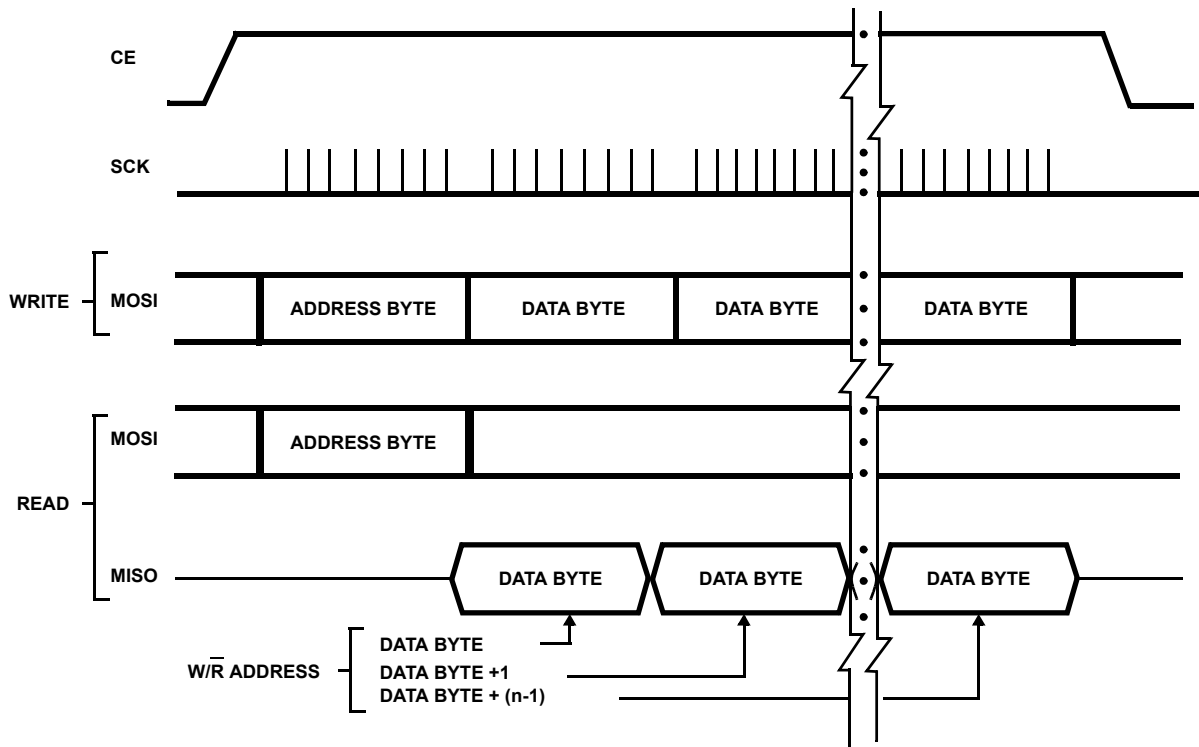 CE
SCK
WRITE
MOSI
ADDRESS BYTE
DATA BYTE
DATA BYTE
DATA BYTE
READ
MOSI
ADDRESS BYTE
MISO
DATA BYTE
DATA BYTE
DATA BYTE
W/R̅ ADDRESS
DATA BYTE
DATA BYTE +1
DATA BYTE + (n-1)